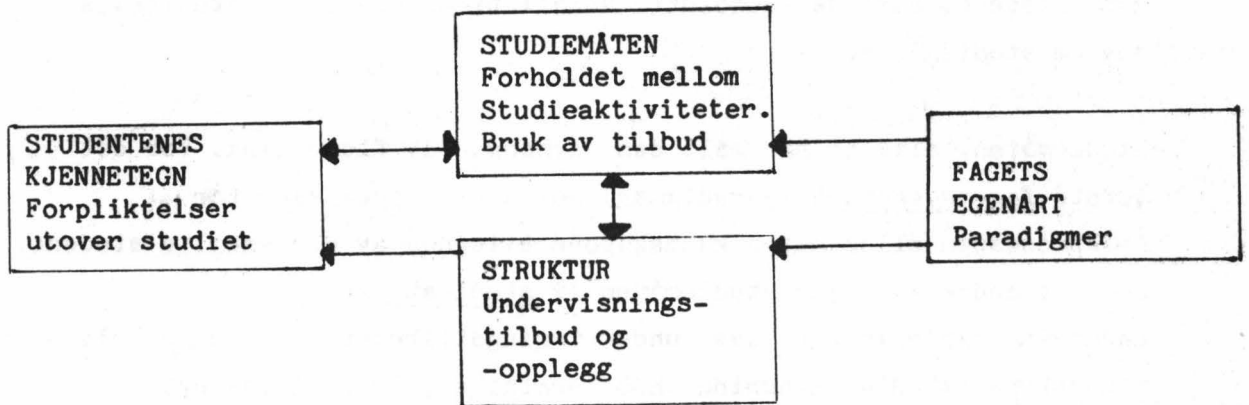 STUDIEMÅTEN
Forholdet mellom
Studieaktiviteter.
Bruk av tilbud
STUDENTENES
KJENNETEGN
Forpliktelser
utover studiet
FAGETS
EGENART
Paradigmer
STRUKTUR
Undervisnings-
tilbud og
-opplegg